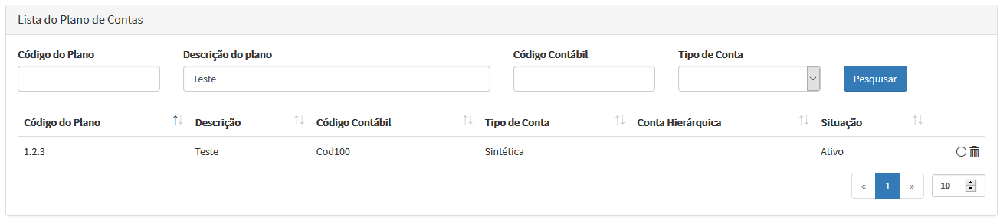 Lista do Plano de Contas
Código do Plano Descrição do plano Código Contábil Tipo de Conta
Teste Pesquisar
Código do Plano Descrição Código Contábil Tipo de Conta Conta Hierárquica Situação
1.2.3 Teste Cod100 Sintética Ativo
« 1 » 10